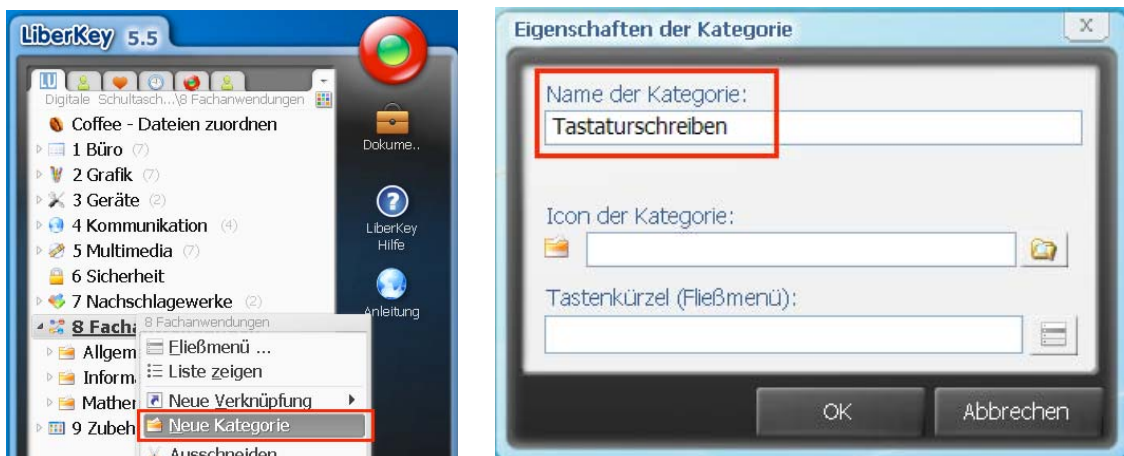 LiberKey 5.5
Digitale Schultasch...\8 Fachanwendungen
Coffee - Dateien zuordnen
1 Büro (7)
2 Grafik (7)
3 Geräte (2)
4 Kommunikation (4)
5 Multimedia (7)
6 Sicherheit
7 Nachschlagewerke (2)
8 Facha
Allgem
Inform
Mather
9 Zubeh
8 Fachanwendungen
Fließmenü ...
Liste zeigen
Neue Verknüpfung
Neue Kategorie
Ausschneiden
Dokume..
LiberKey
Hilfe
Anleitung
Eigenschaften der Kategorie
Name der Kategorie:
Tastaturschreiben
Icon der Kategorie:
Tastenkürzel (Fließmenü):
OK
Abbrechen